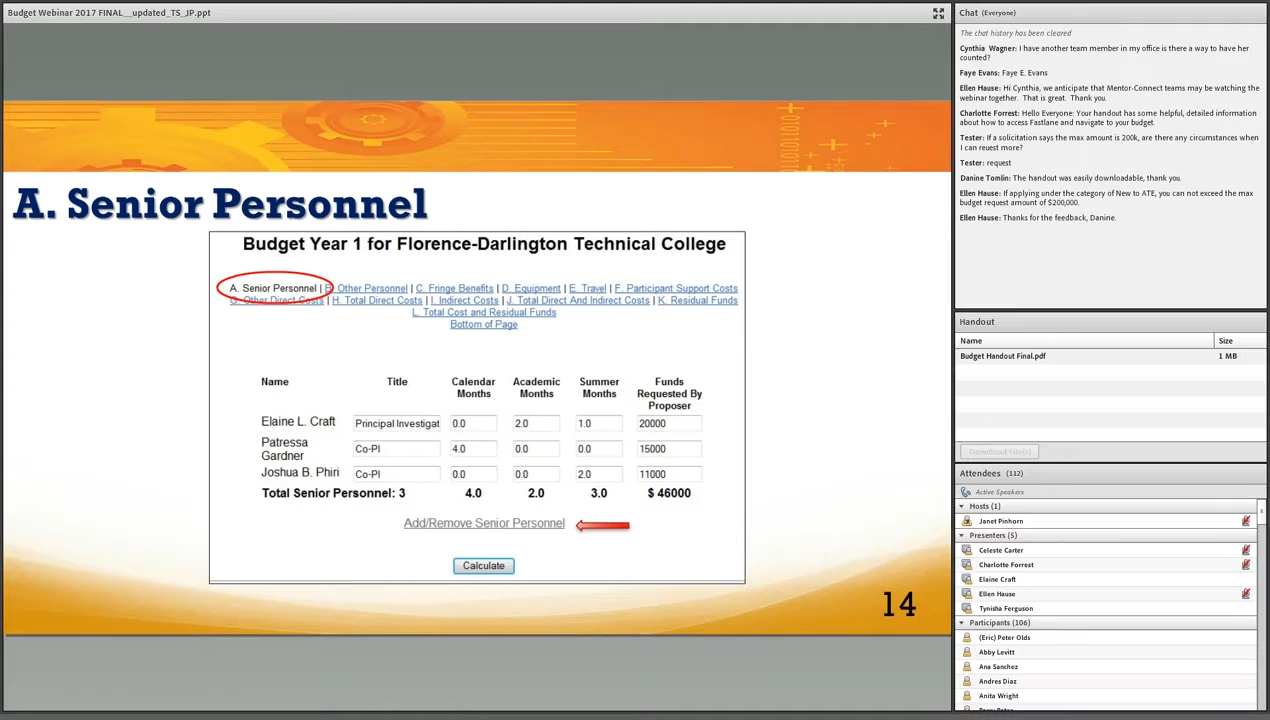 Budget Webinar 2017 FINAL__updated_TS_JP.ppt
A. Senior Personnel
Budget Year 1 for Florence-Darlington Technical College
A. Senior Personnel | B. Other Personnel | C. Fringe Benefits | D. Equipment | E. Travel | F. Participant Support Costs
G. Other Direct Costs | H. Total Direct Costs | I. Indirect Costs | J. Total Direct And Indirect Costs | K. Residual Funds
L. Total Cost and Residual Funds
Bottom of Page
Name Title Calendar Months Academic Months Summer Months Funds Requested By Proposer
Elaine L. Craft Principal Investigat 0.0 2.0 1.0 20000
Patressa Gardner Co-PI 4.0 0.0 0.0 15000
Joshua B. Phiri Co-PI 0.0 0.0 2.0 11000
Total Senior Personnel: 3 4.0 2.0 3.0 $ 46000
Add/Remove Senior Personnel
Calculate
14
Chat (Everyone)
The chat history has been cleared
Cynthia Wagner: I have another team member in my office is there a way to have her
counted?
Faye Evans: Faye E. Evans
Ellen Hause: Hi Cynthia, we anticipate that Mentor-Connect teams may be watching the
webinar together. That is great. Thank you.
Charlotte Forrest: Hello Everyone: Your handout has some helpful, detailed information
about how to access Fastlane and navigate to your budget.
Tester: If a solicitation says the max amount is 200k, are there any circumstances when
I can reuest more?
Tester: request
Danine Tomlin: The handout was easily downloadable, thank you.
Ellen Hause: If applying under the category of New to ATE, you can not exceed the max
budget request amount of $200,000.
Ellen Hause: Thanks for the feedback, Danine.
Handout
Name Size
Budget Handout Final.pdf 1 MB
Download File(s)
Attendees (112)
Active Speakers
Hosts (1)
Janet Pinhorn
Presenters (5)
Celeste Carter
Charlotte Forrest
Elaine Craft
Ellen Hause
Tynisha Ferguson
Participants (106)
(Eric) Peter Olds
Abby Levitt
Ana Sanchez
Andres Diaz
Anita Wright